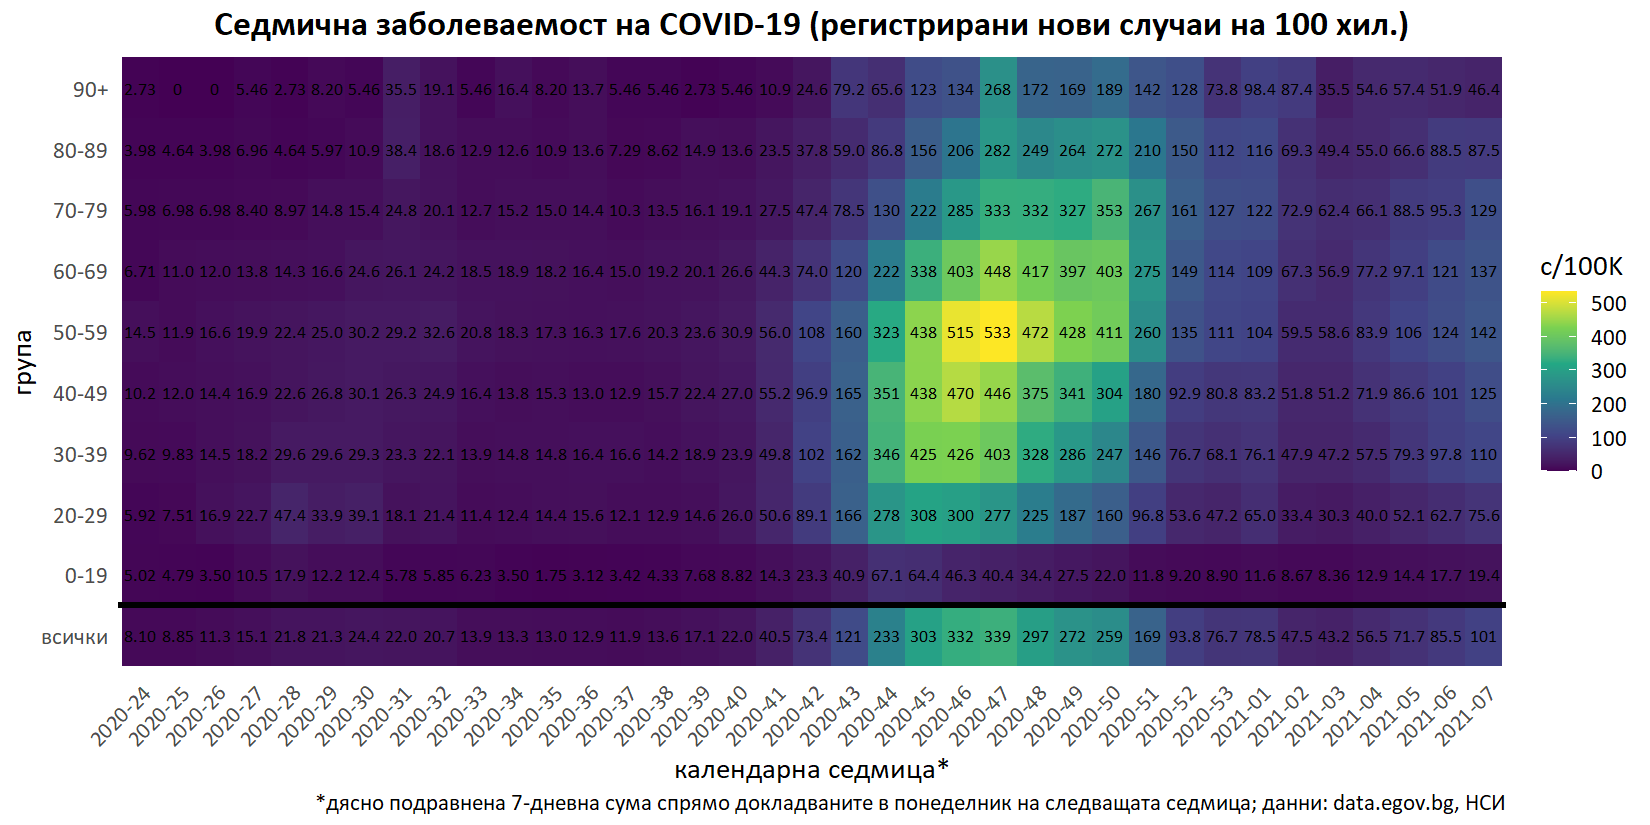 Седмична заболеваемост на COVID-19 (регистрирани нови случаи на 100 хил.)
90+ 2.73 0 0 5.46 2.73 8.20 5.46 35.5 19.1 5.46 16.4 8.20 13.7 5.46 5.46 2.73 5.46 10.9 24.6 79.2 65.6 123 134 268 172 169 189 142 128 73.8 98.4 87.4 35.5 54.6 57.4 51.9 46.4
80-89 3.98 4.64 3.98 6.96 4.64 5.97 10.9 38.4 18.6 12.9 12.6 10.9 13.6 7.29 8.62 14.9 13.6 23.5 37.8 59.0 86.8 156 206 282 249 264 272 210 150 112 116 69.3 49.4 55.0 66.6 88.5 87.5
70-79 5.98 6.98 6.98 8.40 8.97 14.8 15.4 24.8 20.1 12.7 15.2 15.0 14.4 10.3 13.5 16.1 19.1 27.5 47.4 78.5 130 222 285 333 332 327 353 267 161 127 122 72.9 62.4 66.1 88.5 95.3 129
60-69 6.71 11.0 12.0 13.8 14.3 16.6 24.6 26.1 24.2 18.5 18.9 18.2 16.4 15.0 19.2 20.1 26.6 44.3 74.0 120 222 338 403 448 417 397 403 275 149 114 109 67.3 56.9 77.2 97.1 121 137
50-59 14.5 11.9 16.6 19.9 22.4 25.0 30.2 29.2 32.6 20.8 18.3 17.3 16.3 17.6 20.3 23.6 30.9 56.0 108 160 323 438 515 533 472 428 411 260 135 111 104 59.5 58.6 83.9 106 124 142
40-49 10.2 12.0 14.4 16.9 22.6 26.8 30.1 26.3 24.9 16.4 13.8 15.3 13.0 12.9 15.7 22.4 27.0 55.2 96.9 165 351 438 470 446 375 341 304 180 92.9 80.8 83.2 51.8 51.2 71.9 86.6 101 125
30-39 9.62 9.83 14.5 18.2 29.6 29.6 29.3 23.3 22.1 13.9 14.8 14.8 16.4 16.6 14.2 18.9 23.9 49.8 102 162 346 425 426 403 328 286 247 146 76.7 68.1 76.1 47.9 47.2 57.5 79.3 97.8 110
20-29 5.92 7.51 16.9 22.7 47.4 33.9 39.1 18.1 21.4 11.4 12.4 14.4 15.6 12.1 12.9 14.6 26.0 50.6 89.1 166 278 308 300 277 225 187 160 96.8 53.6 47.2 65.0 33.4 30.3 40.0 52.1 62.7 75.6
0-19 5.02 4.79 3.50 10.5 17.9 12.2 12.4 5.78 5.85 6.23 3.50 1.75 3.12 3.42 4.33 7.68 8.82 14.3 23.3 40.9 67.1 64.4 46.3 40.4 34.4 27.5 22.0 11.8 9.20 8.90 11.6 8.67 8.36 12.9 14.4 17.7 19.4
всички 8.10 8.85 11.3 15.1 21.8 21.3 24.4 22.0 20.7 13.9 13.3 13.0 12.9 11.9 13.6 17.1 22.0 40.5 73.4 121 233 303 332 339 297 272 259 169 93.8 76.7 78.5 47.5 43.2 56.5 71.7 85.5 101
2020-24 2020-25 2020-26 2020-27 2020-28 2020-29 2020-30 2020-31 2020-32 2020-33 2020-34 2020-35 2020-36 2020-37 2020-38 2020-39 2020-40 2020-41 2020-42 2020-43 2020-44 2020-45 2020-46 2020-47 2020-48 2020-49 2020-50 2020-51 2020-52 2020-53 2021-01 2021-02 2021-03 2021-04 2021-05 2021-06 2021-07
група
календарна седмица*
*дясно подравнена 7-дневна сума спрямо докладваните в понеделник на следващата седмица; данни: data.egov.bg, НСИ
c/100K
500
400
300
200
100
0